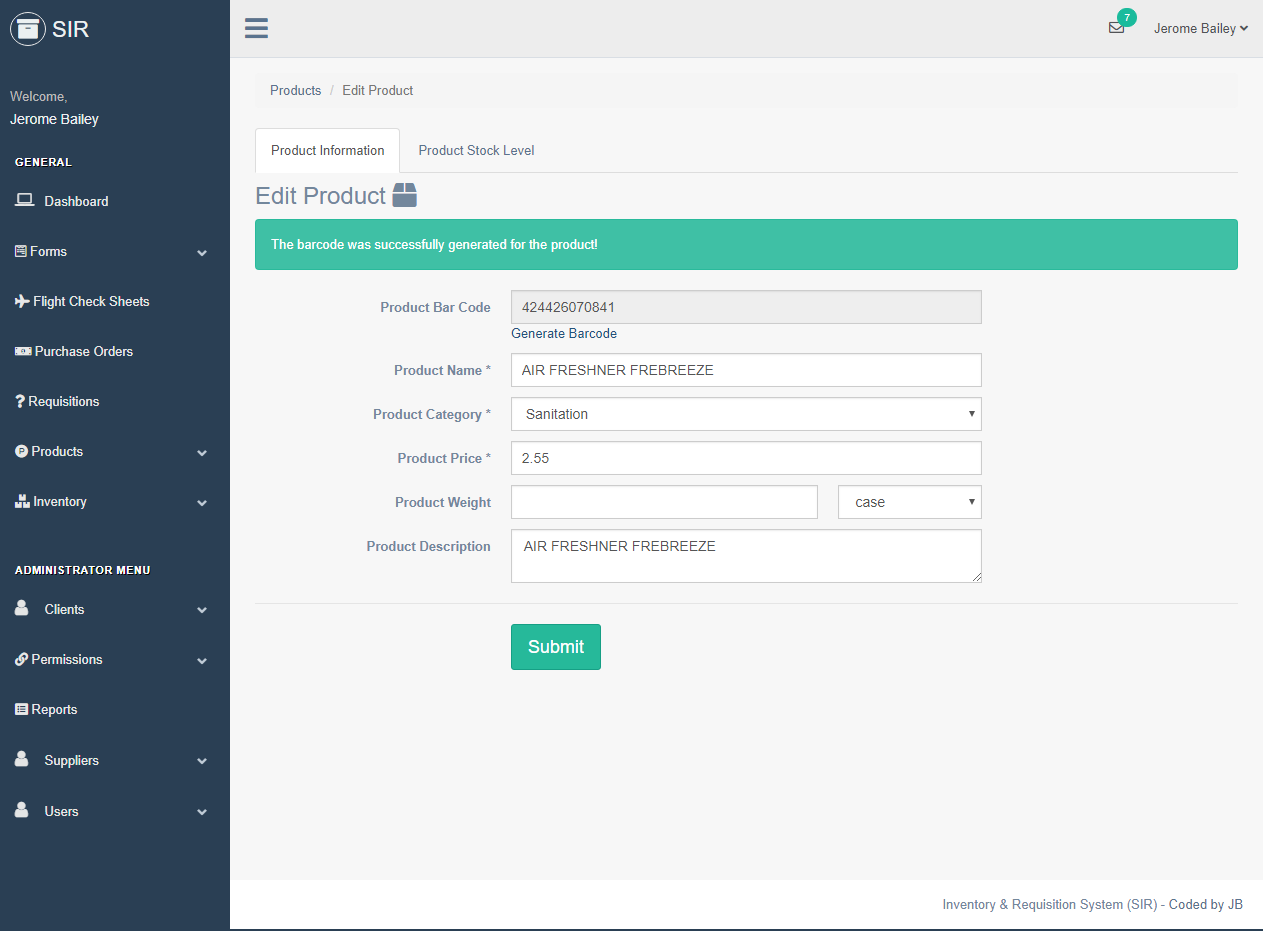 SIR
7
Jerome Bailey
Welcome,
Jerome Bailey
GENERAL
Dashboard
Forms
Flight Check Sheets
Purchase Orders
Requisitions
Products
Inventory
ADMINISTRATOR MENU
Clients
Permissions
Reports
Suppliers
Users
Products / Edit Product
Product Information Product Stock Level
Edit Product
The barcode was successfully generated for the product!
Product Bar Code 424426070841
Generate Barcode
Product Name * AIR FRESHNER FREBREEZE
Product Category * Sanitation
Product Price * 2.55
Product Weight case
Product Description AIR FRESHNER FREBREEZE
Submit
Inventory & Requisition System (SIR) - Coded by JB